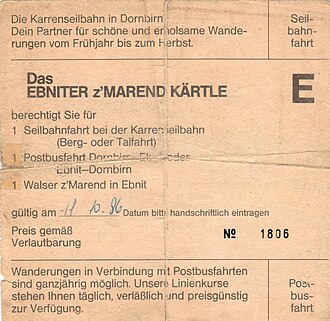 Die Karrenseilbahn in Dornbirn
Dein Partner für schöne und erholsame Wande-
rungen vom Frühjahr bis zum Herbst.
Seil-
bahn-
fahrt
Das
EBNITER z'MAREND KÄRTLE
E
berechtigt Sie für
1 Seilbahnfahrt bei der Karrenseilbahn
(Berg- oder Talfahrt)
1 Postbusfahrt Dornbirn–Eb oder
Ebnit–Dornbirn
1 Walser z'Marend in Ebnit
gültig am 11 10. 86 Datum bitte handschriftlich eintragen
Preis gemäß
Verlautbarung
Nº 1806
Wanderungen in Verbindung mit Postbusfahrten
sind ganzjährig möglich. Unsere Linienkurse
stehen Ihnen täglich, verläßlich und preisgünstig
zur Verfügung.
Post-
bus-
fahrt